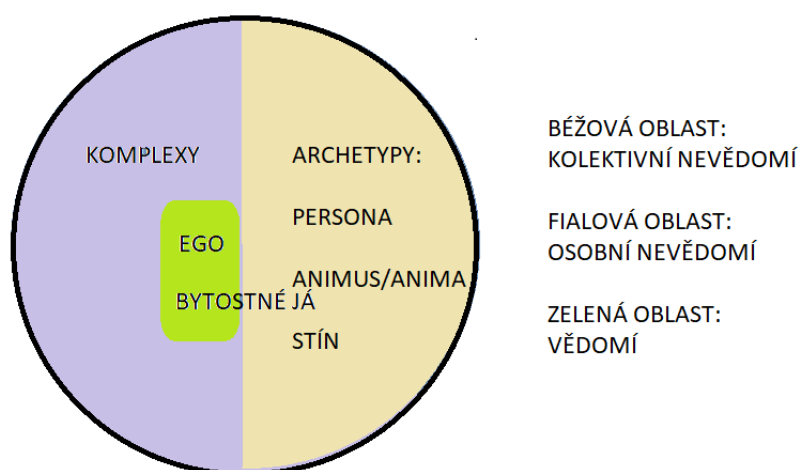 KOMPLEXY
EGO
BYTOSTNÉ JÁ
ARCHETYPY:
PERSONA
ANIMUS/ANIMA
STÍN
BÉŽOVÁ OBLAST:
KOLEKTIVNÍ NEVĚDOMÍ
FIALOVÁ OBLAST:
OSOBNÍ NEVĚDOMÍ
ZELENÁ OBLAST:
VĚDOMÍ